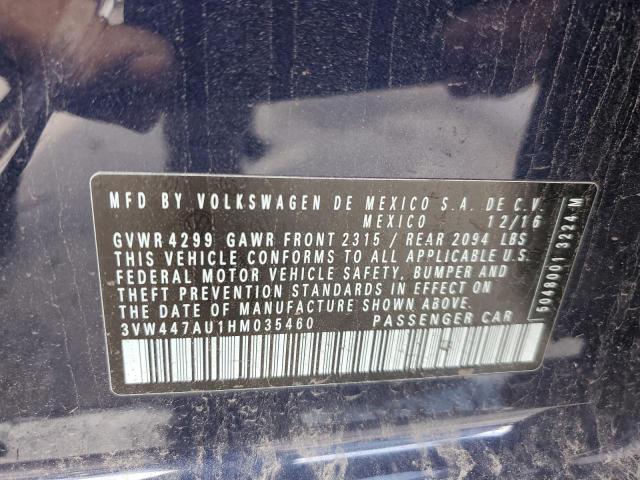 MFD BY VOLKSWAGEN DE MEXICO S.A. DE C.V.
MEXICO 12/16
GVWR 4299 GAWR FRONT 2315 / REAR 2094 LBS
THIS VEHICLE CONFORMS TO ALL APPLICABLE U.S.
FEDERAL MOTOR VEHICLE SAFETY, BUMPER AND
THEFT PREVENTION STANDARDS IN EFFECT ON
THE DATE OF MANUFACTURE SHOWN ABOVE.
3VW447AU1HM035460 PASSENGER CAR
5048001 3224 M